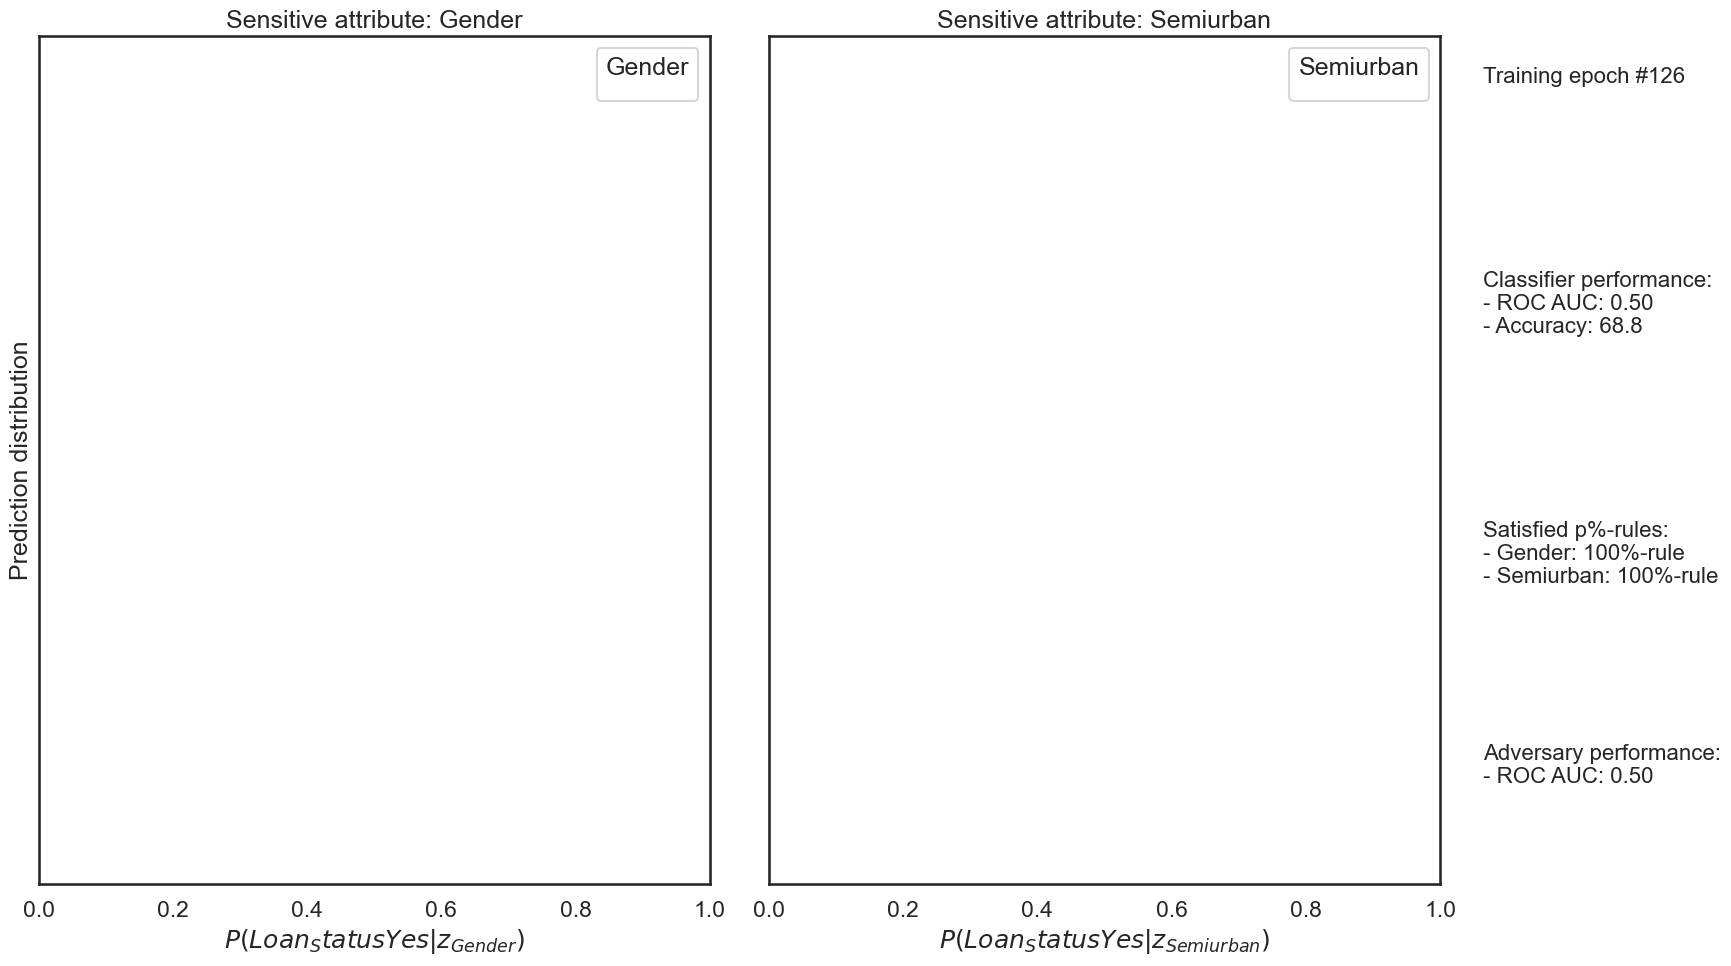 Sensitive attribute: Gender
Gender
Prediction distribution
0.0 0.2 0.4 0.6 0.8 1.0
P(Loan_StatusYes|z_Gender)
Sensitive attribute: Semiurban
Semiurban
0.0 0.2 0.4 0.6 0.8 1.0
P(Loan_StatusYes|z_Semiurban)
Training epoch #126
Classifier performance:
- ROC AUC: 0.50
- Accuracy: 68.8
Satisfied p%-rules:
- Gender: 100%-rule
- Semiurban: 100%-rule
Adversary performance:
- ROC AUC: 0.50